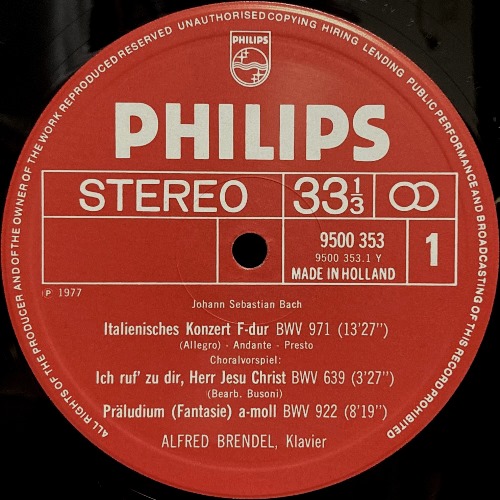 ALL RIGHTS OF THE PRODUCER AND OF THE OWNER OF THE WORK REPRODUCED RESERVED UNAUTHORISED COPYING HIRING LENDING PUBLIC PERFORMANCE AND BROADCASTING OF THIS RECORD PROHIBITED
PHILIPS
PHILIPS
STEREO 33⅓
9500 353
9500 353.1 Y
MADE IN HOLLAND
1
℗ 1977
Johann Sebastian Bach
Italienisches Konzert F-dur BWV 971 (13'27")
(Allegro) - Andante - Presto
Choralvorspiel:
Ich ruf' zu dir, Herr Jesu Christ BWV 639 (3'27")
(Bearb. Busoni)
Präludium (Fantasie) a-moll BWV 922 (8'19")
ALFRED BRENDEL, Klavier